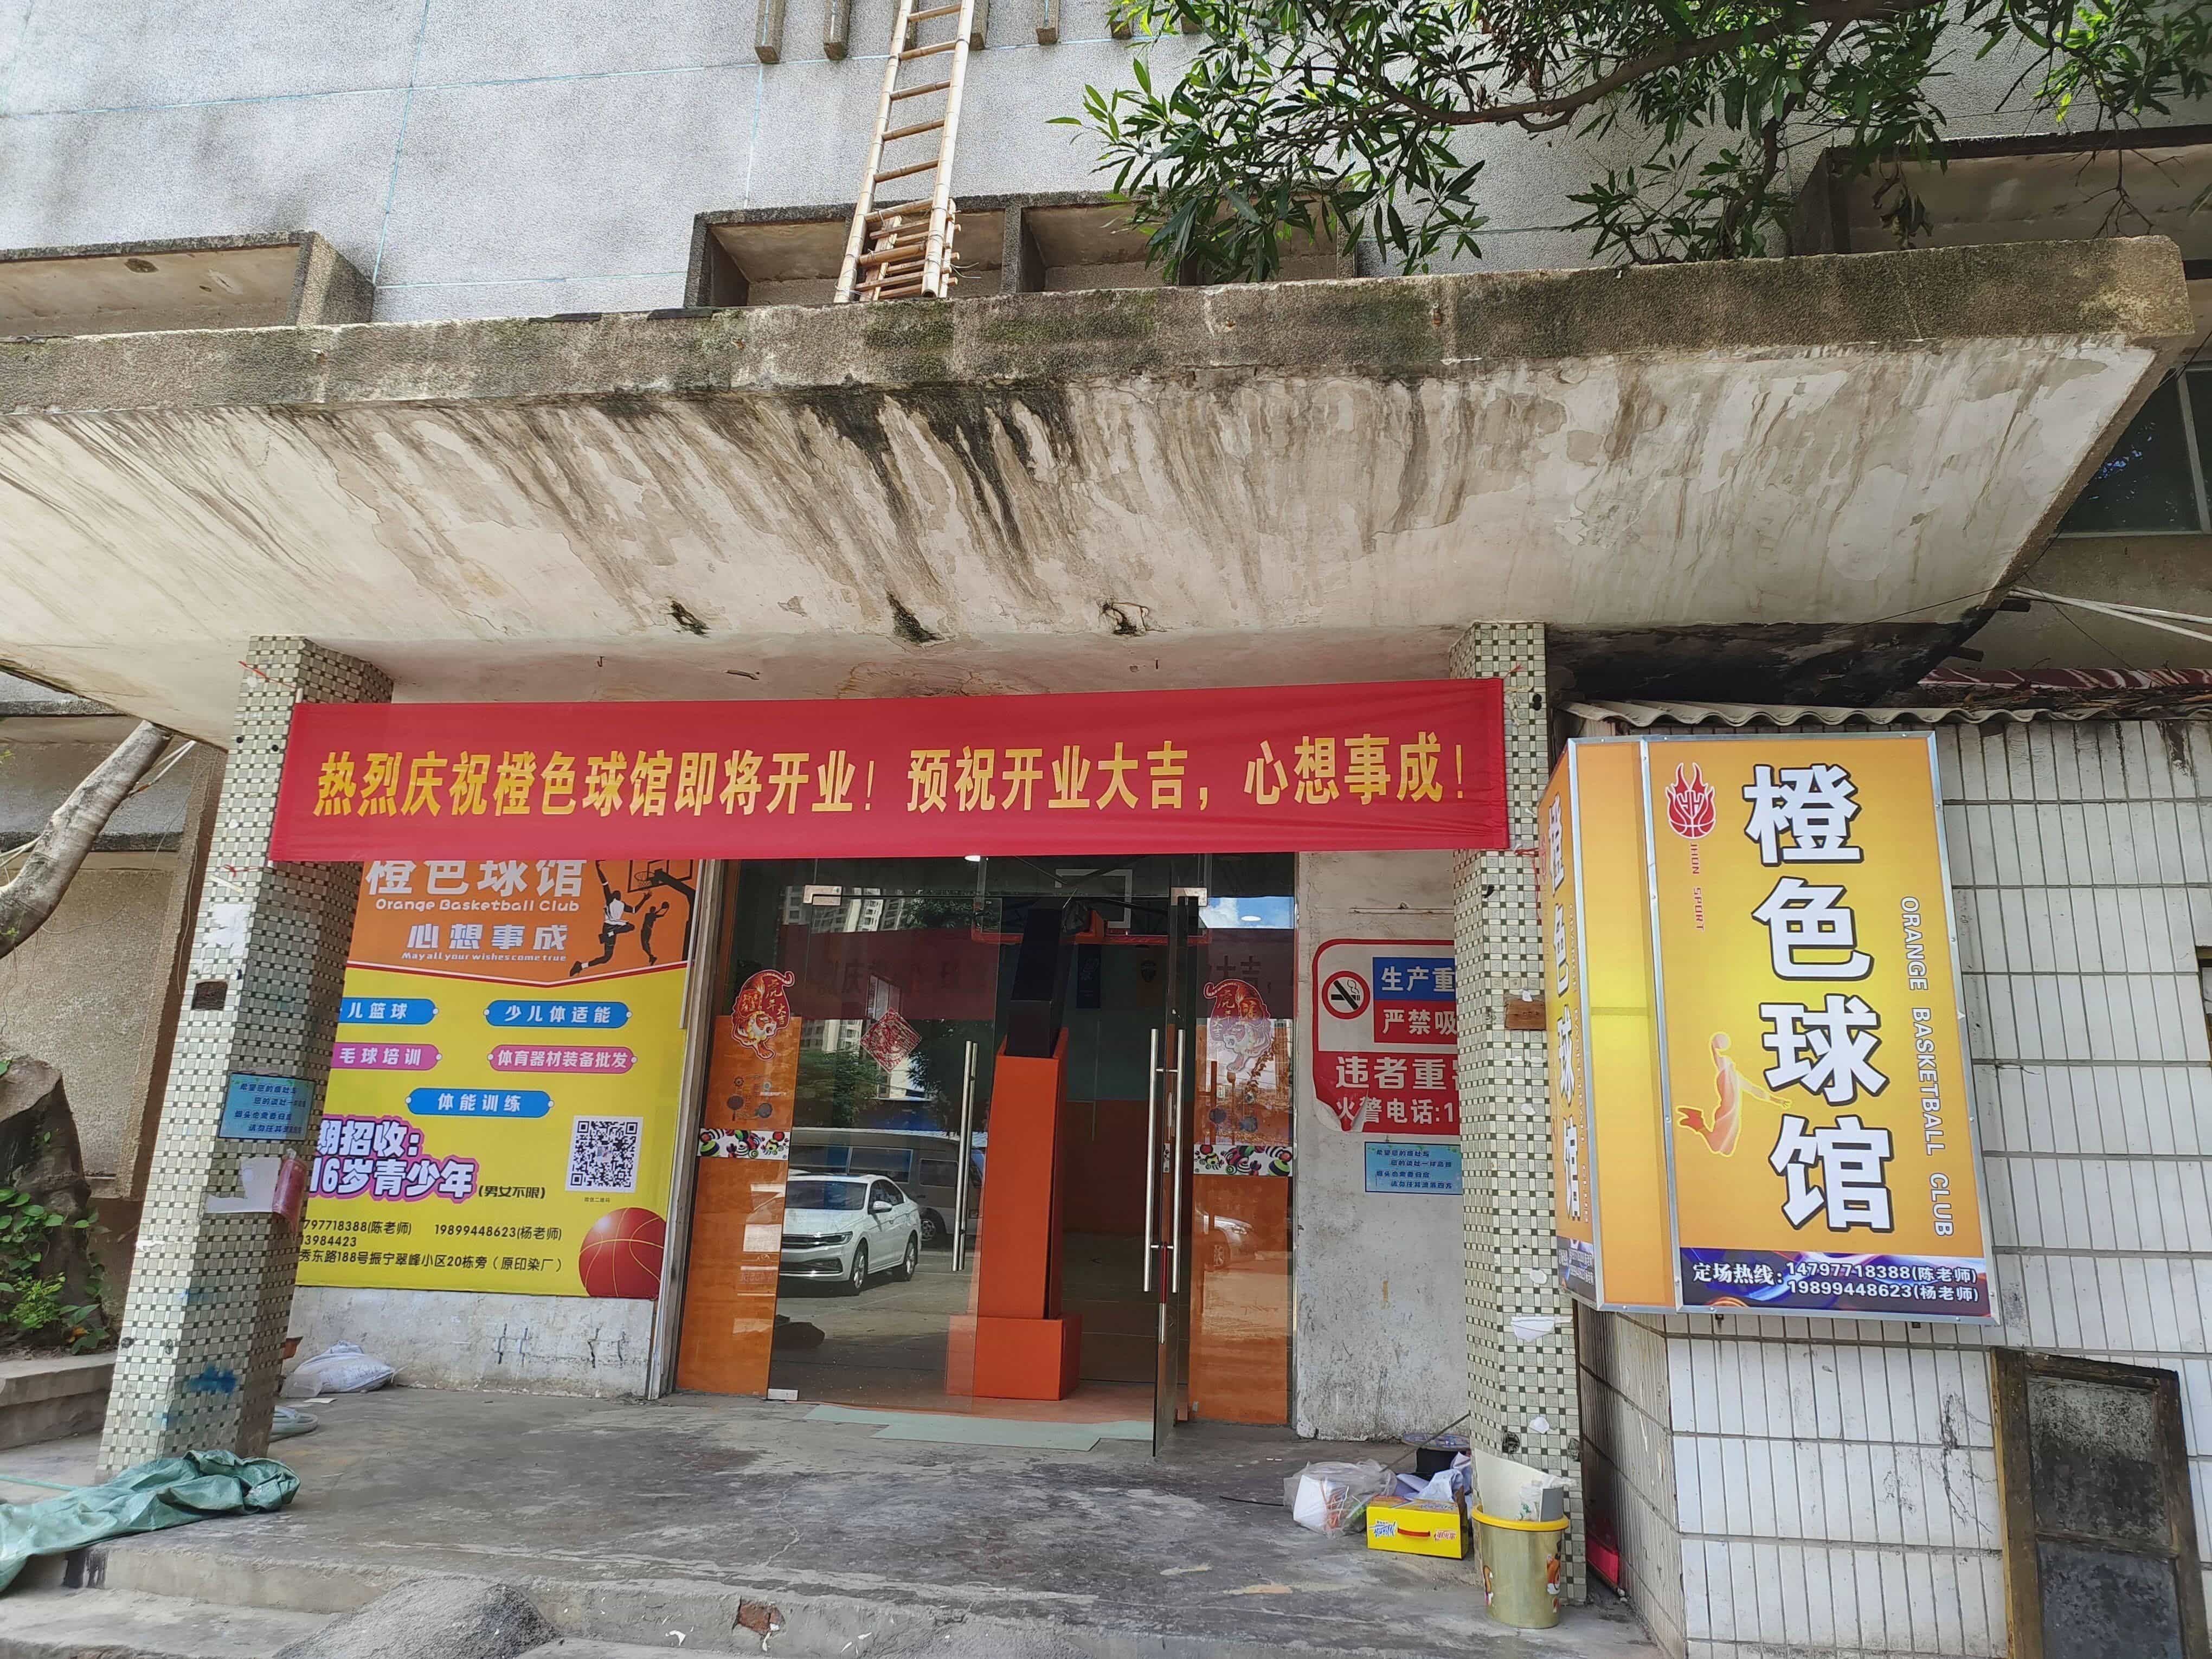 热烈庆祝橙色球馆即将开业！预祝开业大吉，心想事成！
橙色球馆
Orange Basketball Club
心想事成
May all your wishes come true
儿篮球
少儿体适能
毛球培训
体育器材装备批发
体能训练
期招收：
16岁青少年(男女不限)
797718388(陈老师) 19899448623(杨老师)
3984423
秀东路188号振宁翠峰小区20栋旁（原印染厂）
生产重
严禁吸
违者重
火警电话:1
橙色球馆
ORANGE BASKETBALL CLUB
SPORT
定场热线：14797718388(陈老师)
19899448623(杨老师)
橙色球馆
虎
虎